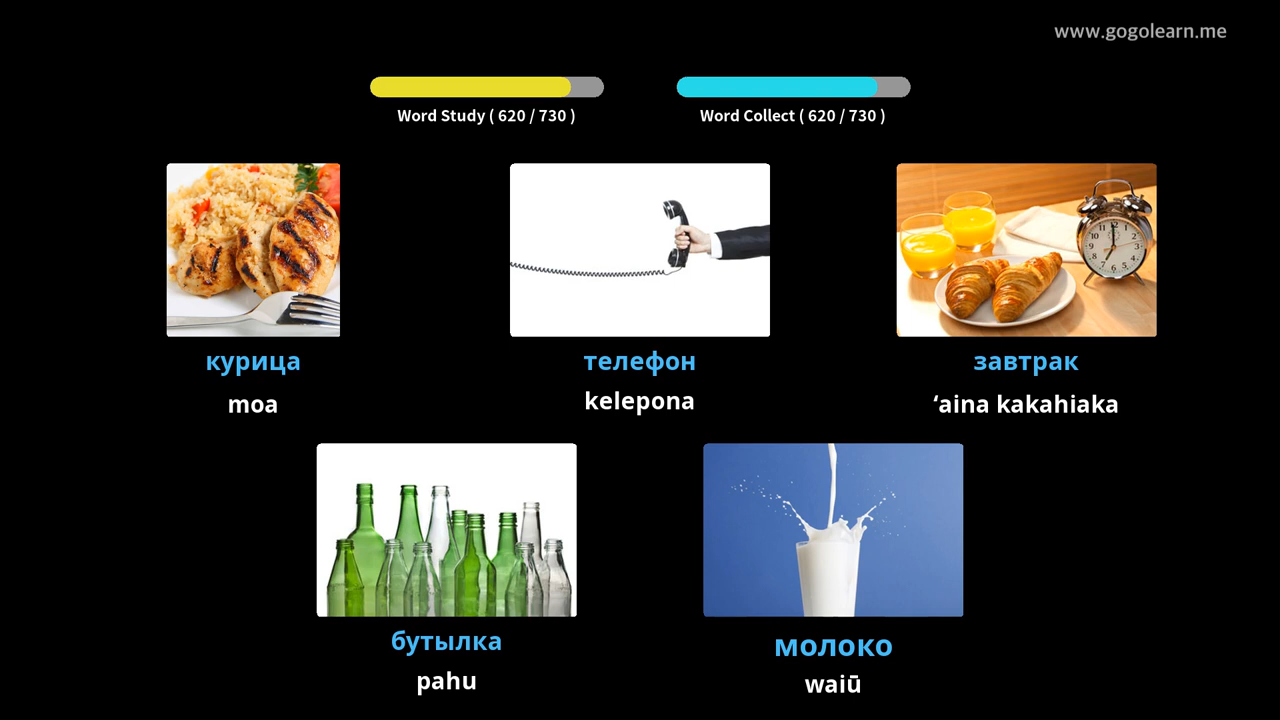 www.gogolearn.me
Word Study ( 620 / 730 )
Word Collect ( 620 / 730 )
курица
телефон
завтрак
moa
kelepona
ʻaina kakahiaka
бутылка
молоко
pahu
waiū